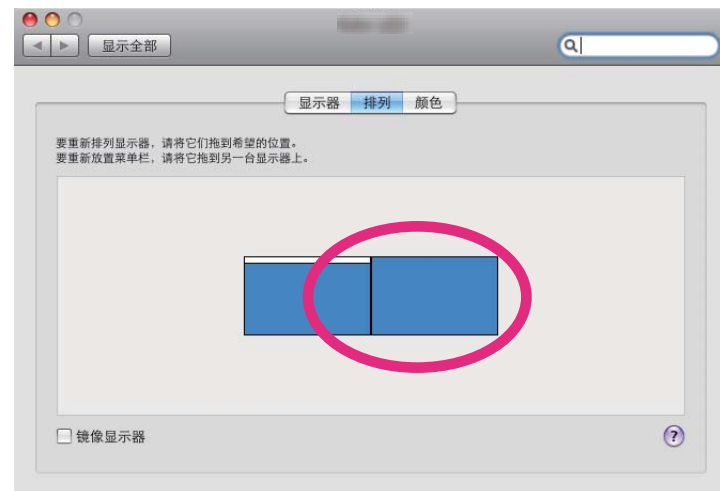 显示全部
显示器 排列 颜色
要重新排列显示器，请将它们拖到希望的位置。
要重新放置菜单栏，请将它拖到另一台显示器上。
镜像显示器
?